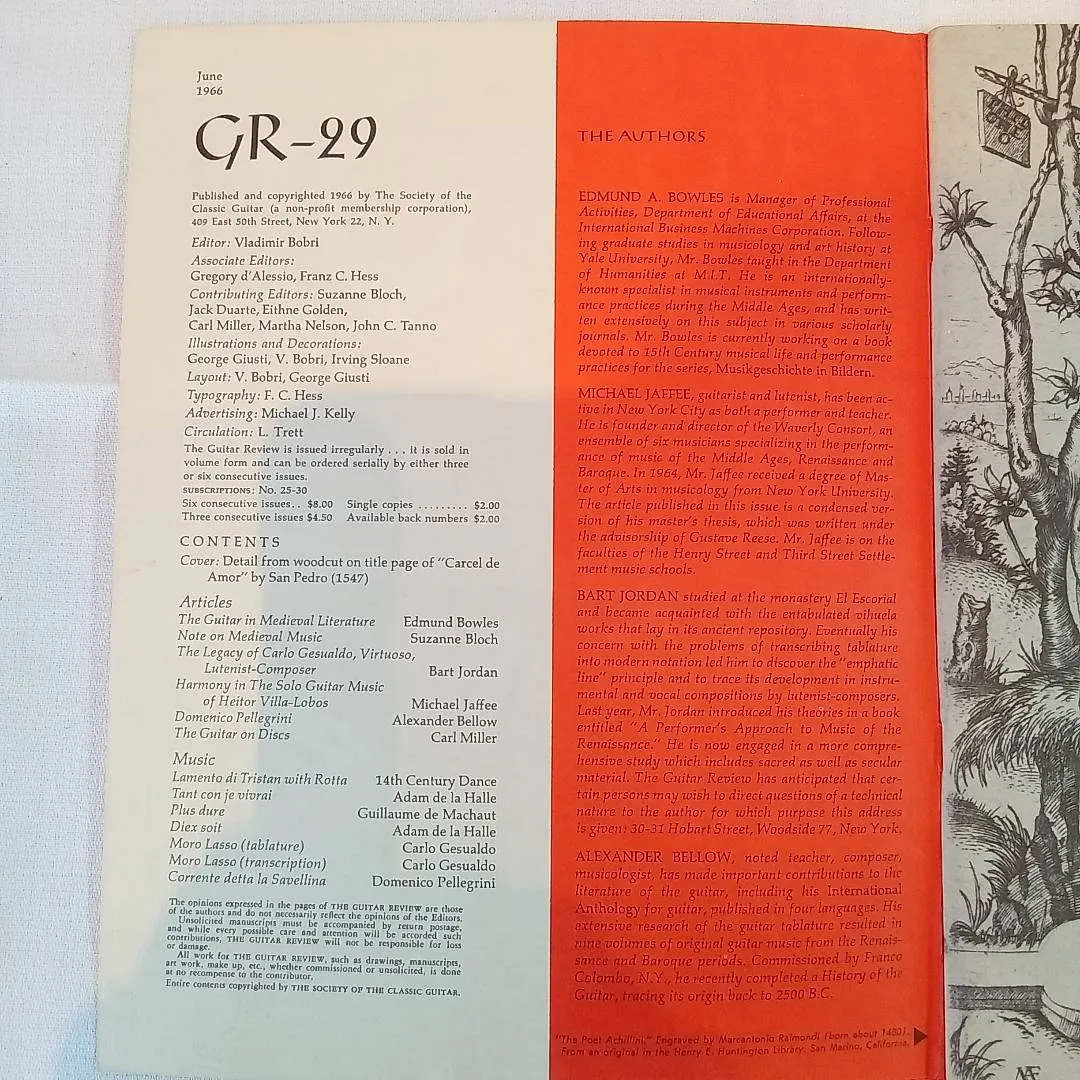 June
1966
GR-29
Published and copyrighted 1966 by The Society of the
Classic Guitar (a non-profit membership corporation),
409 East 50th Street, New York 22, N. Y.
Editor: Vladimir Bobri
Associate Editors:
Gregory d'Alessio, Franz C. Hess
Contributing Editors: Suzanne Bloch,
Jack Duarte, Eithne Golden,
Carl Miller, Martha Nelson, John C. Tanno
Illustrations and Decorations:
George Giusti, V. Bobri, Irving Sloane
Layout: V. Bobri, George Giusti
Typography: F. C. Hess
Advertising: Michael J. Kelly
Circulation: L. Trett
The Guitar Review is issued irregularly . . . it is sold in
volume form and can be ordered serially by either three
or six consecutive issues.
SUBSCRIPTIONS: No. 25-30
Six consecutive issues. . $8.00 Single copies . . . . . . . . . $2.00
Three consecutive issues $4.50 Available back numbers $2.00
CONTENTS
Cover: Detail from woodcut on title page of "Carcel de
Amor" by San Pedro (1547)
Articles
The Guitar in Medieval Literature Edmund Bowles
Note on Medieval Music Suzanne Bloch
The Legacy of Carlo Gesualdo, Virtuoso,
Lutenist-Composer Bart Jordan
Harmony in The Solo Guitar Music
of Heitor Villa-Lobos Michael Jaffee
Domenico Pellegrini Alexander Bellow
The Guitar on Discs Carl Miller
Music
Lamento di Tristan with Rotta 14th Century Dance
Tant con je vivrai Adam de la Halle
Plus dure Guillaume de Machaut
Diex soit Adam de la Halle
Moro Lasso (tablature) Carlo Gesualdo
Moro Lasso (transcription) Carlo Gesualdo
Corrente detta la Savellina Domenico Pellegrini
The opinions expressed in the pages of THE GUITAR REVIEW are those
of the authors and do not necessarily reflect the opinions of the Editors.
Unsolicited manuscripts must be accompanied by return postage,
and while every possible care and attention will be accorded such
contributions, THE GUITAR REVIEW will not be responsible for loss
or damage.
All work for THE GUITAR REVIEW, such as drawings, manuscripts,
art work, make up, etc., whether commissioned or unsolicited, is done
at no recompense to the contributor.
Entire contents copyrighted by THE SOCIETY OF THE CLASSIC GUITAR.
THE AUTHORS
EDMUND A. BOWLES is Manager of Professional
Activities, Department of Educational Affairs, at the
International Business Machines Corporation. Follow-
ing graduate studies in musicology and art history at
Yale University, Mr. Bowles taught in the Department
of Humanities at M.I.T. He is an internationally-
known specialist in musical instruments and perform-
ance practices during the Middle Ages, and has writ-
ten extensively on this subject in various scholarly
journals. Mr. Bowles is currently working on a book
devoted to 15th Century musical life and performance
practices for the series, Musikgeschichte in Bildern.
MICHAEL JAFFEE, guitarist and lutenist, has been ac-
tive in New York City as both a performer and teacher.
He is founder and director of the Waverly Consort, an
ensemble of six musicians specializing in the perform-
ance of music of the Middle Ages, Renaissance and
Baroque. In 1964, Mr. Jaffee received a degree of Mas-
ter of Arts in musicology from New York University.
The article published in this issue is a condensed ver-
sion of his master's thesis, which was written under
the advisorship of Gustave Reese. Mr. Jaffee is on the
faculties of the Henry Street and Third Street Settle-
ment music schools.
BART JORDAN studied at the monastery El Escorial
and became acquainted with the entabulated vihuela
works that lay in its ancient repository. Eventually his
concern with the problems of transcribing tablature
into modern notation led him to discover the "emphatic
line" principle and to trace its development in instru-
mental and vocal compositions by lutenist-composers.
Last year, Mr. Jordan introduced his theories in a book
entitled "A Performer's Approach to Music of the
Renaissance." He is now engaged in a more compre-
hensive study which includes sacred as well as secular
material. The Guitar Review has anticipated that cer-
tain persons may wish to direct questions of a technical
nature to the author for which purpose this address
is given: 30-31 Hobart Street, Woodside 77, New York.
ALEXANDER BELLOW, noted teacher, composer,
musicologist, has made important contributions to the
literature of the guitar, including his International
Anthology for guitar, published in four languages. His
extensive research of the guitar tablature resulted in
nine volumes of original guitar music from the Renais-
sance and Baroque periods. Commissioned by Franco
Colombo, N.Y., he recently completed a History of the
Guitar, tracing its origin back to 2500 B.C.
"The Poet Achillini." Engraved by Marcantonio Raimondi (born about 1480).
From an original in the Henry E. Huntington Library, San Marino, California.